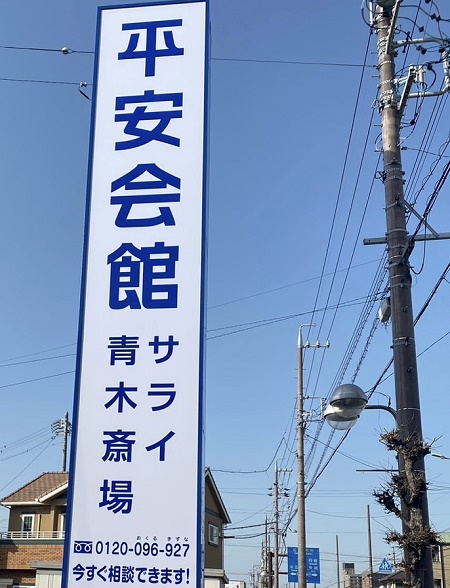 平安会館
サライ
青木斎場
おくる きずな
0120-096-927
今すぐ相談できます!